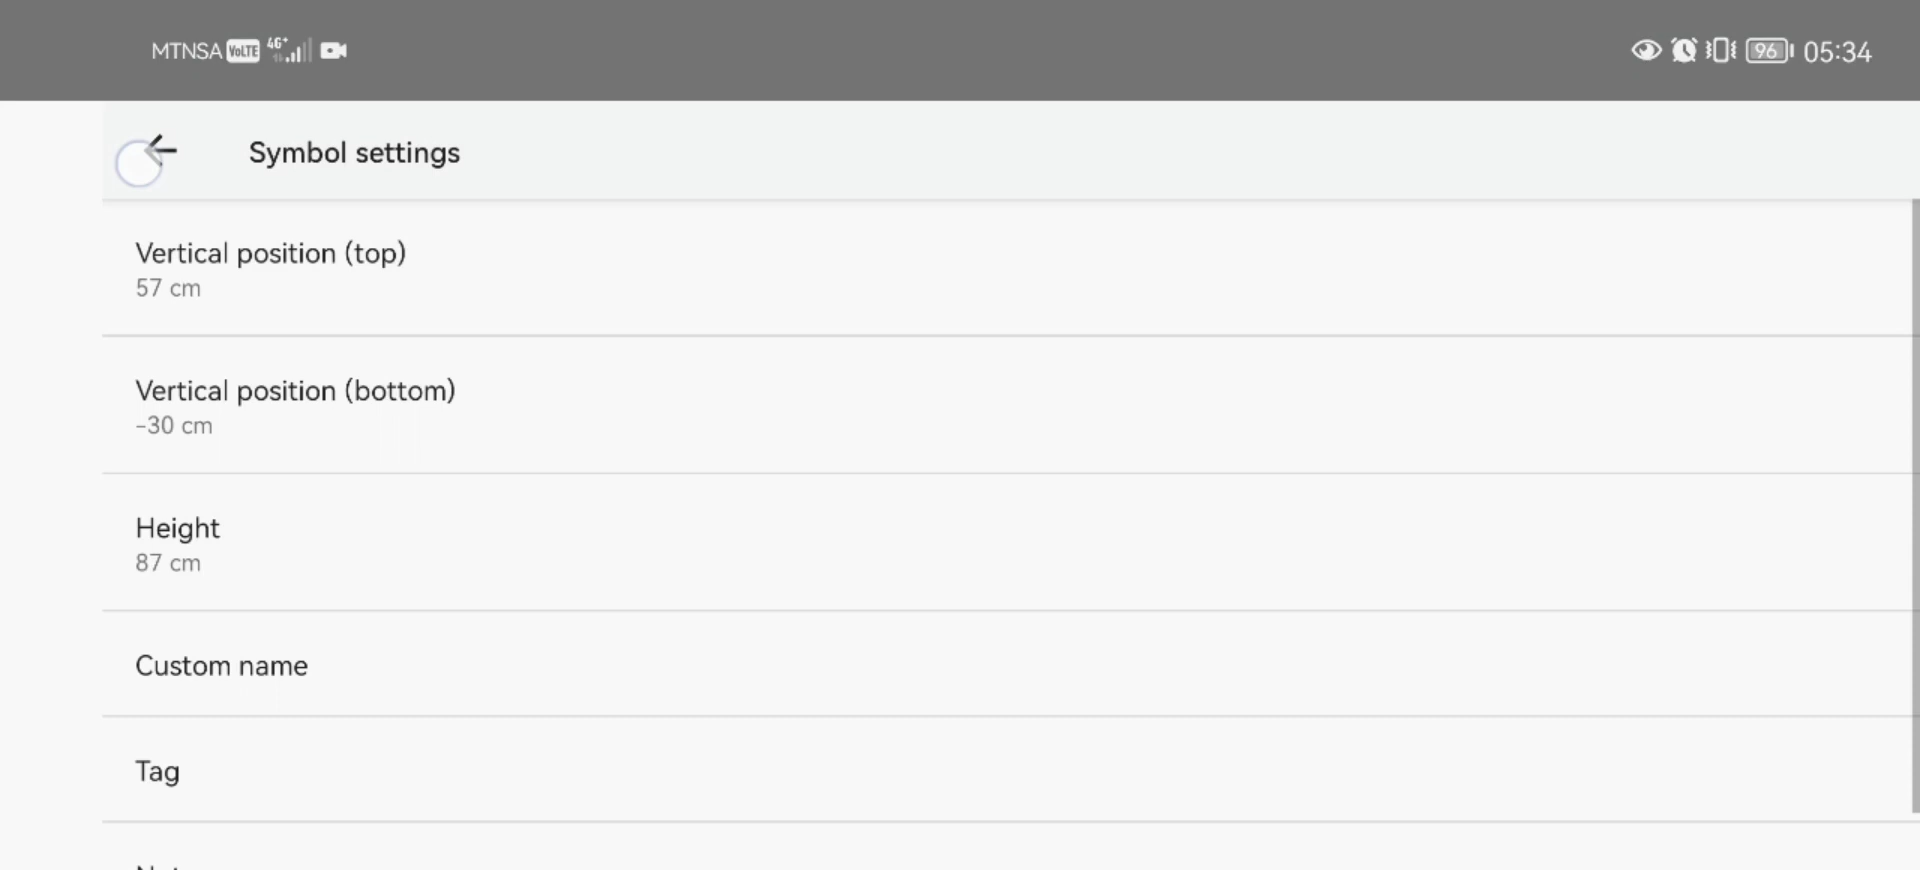 MTNSA VoLTE 4G+ 96 05:34
Symbol settings
Vertical position (top)
57 cm
Vertical position (bottom)
-30 cm
Height
87 cm
Custom name
Tag